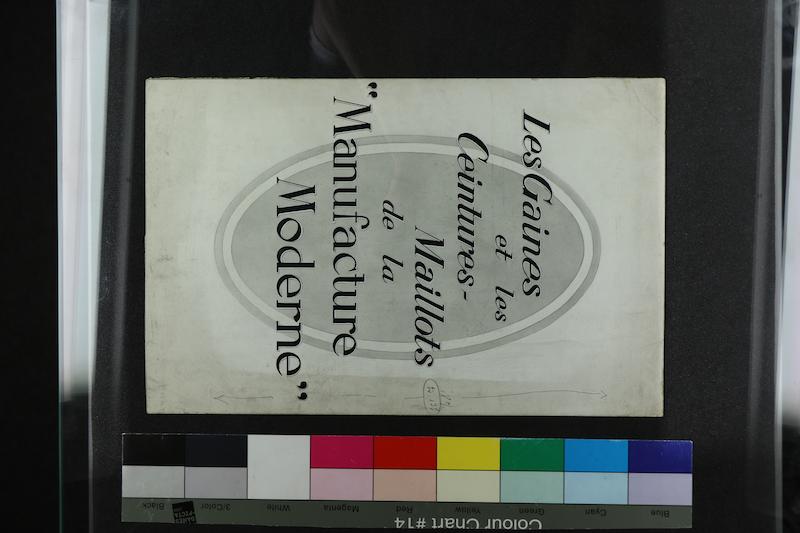 Les Gaines
et les
Ceintures-
Maillots
de la
"Manufacture
Moderne"
Blue
Cyan
Green
Yellow
Red
Magenta
White
3/Color
Black
Colour Chart #14